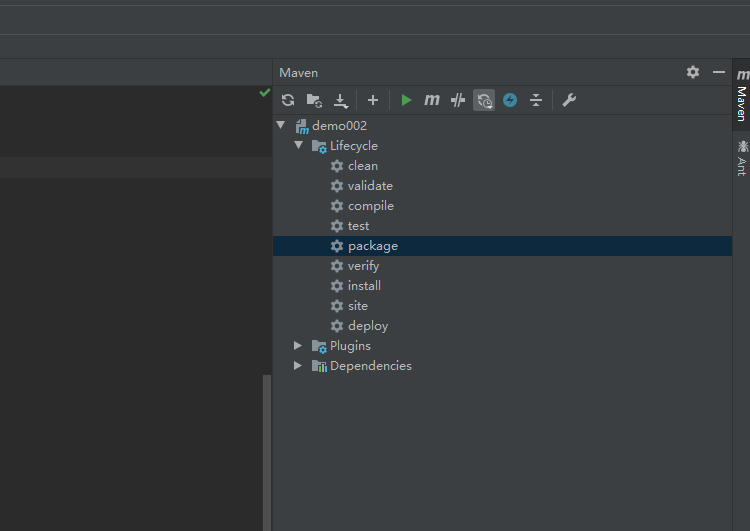 Maven
demo002
Lifecycle
clean
validate
compile
test
package
verify
install
site
deploy
Plugins
Dependencies
m
Maven
Ant